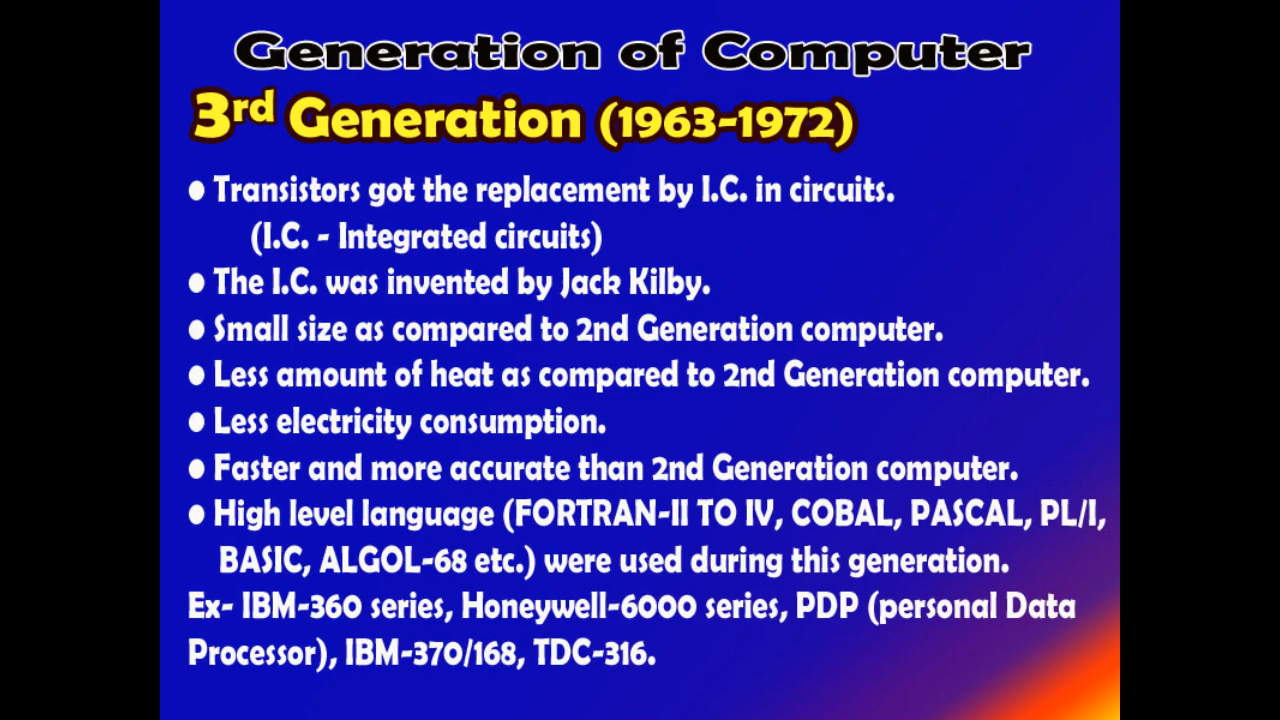 Generation of Computer
3rd Generation (1963-1972)
● Transistors got the replacement by I.C. in circuits.
(I.C. - Integrated circuits)
● The I.C. was invented by Jack Kilby.
● Small size as compared to 2nd Generation computer.
● Less amount of heat as compared to 2nd Generation computer.
● Less electricity consumption.
● Faster and more accurate than 2nd Generation computer.
● High level language (FORTRAN-II TO IV, COBAL, PASCAL, PL/I,
BASIC, ALGOL-68 etc.) were used during this generation.
Ex- IBM-360 series, Honeywell-6000 series, PDP (personal Data
Processor), IBM-370/168, TDC-316.